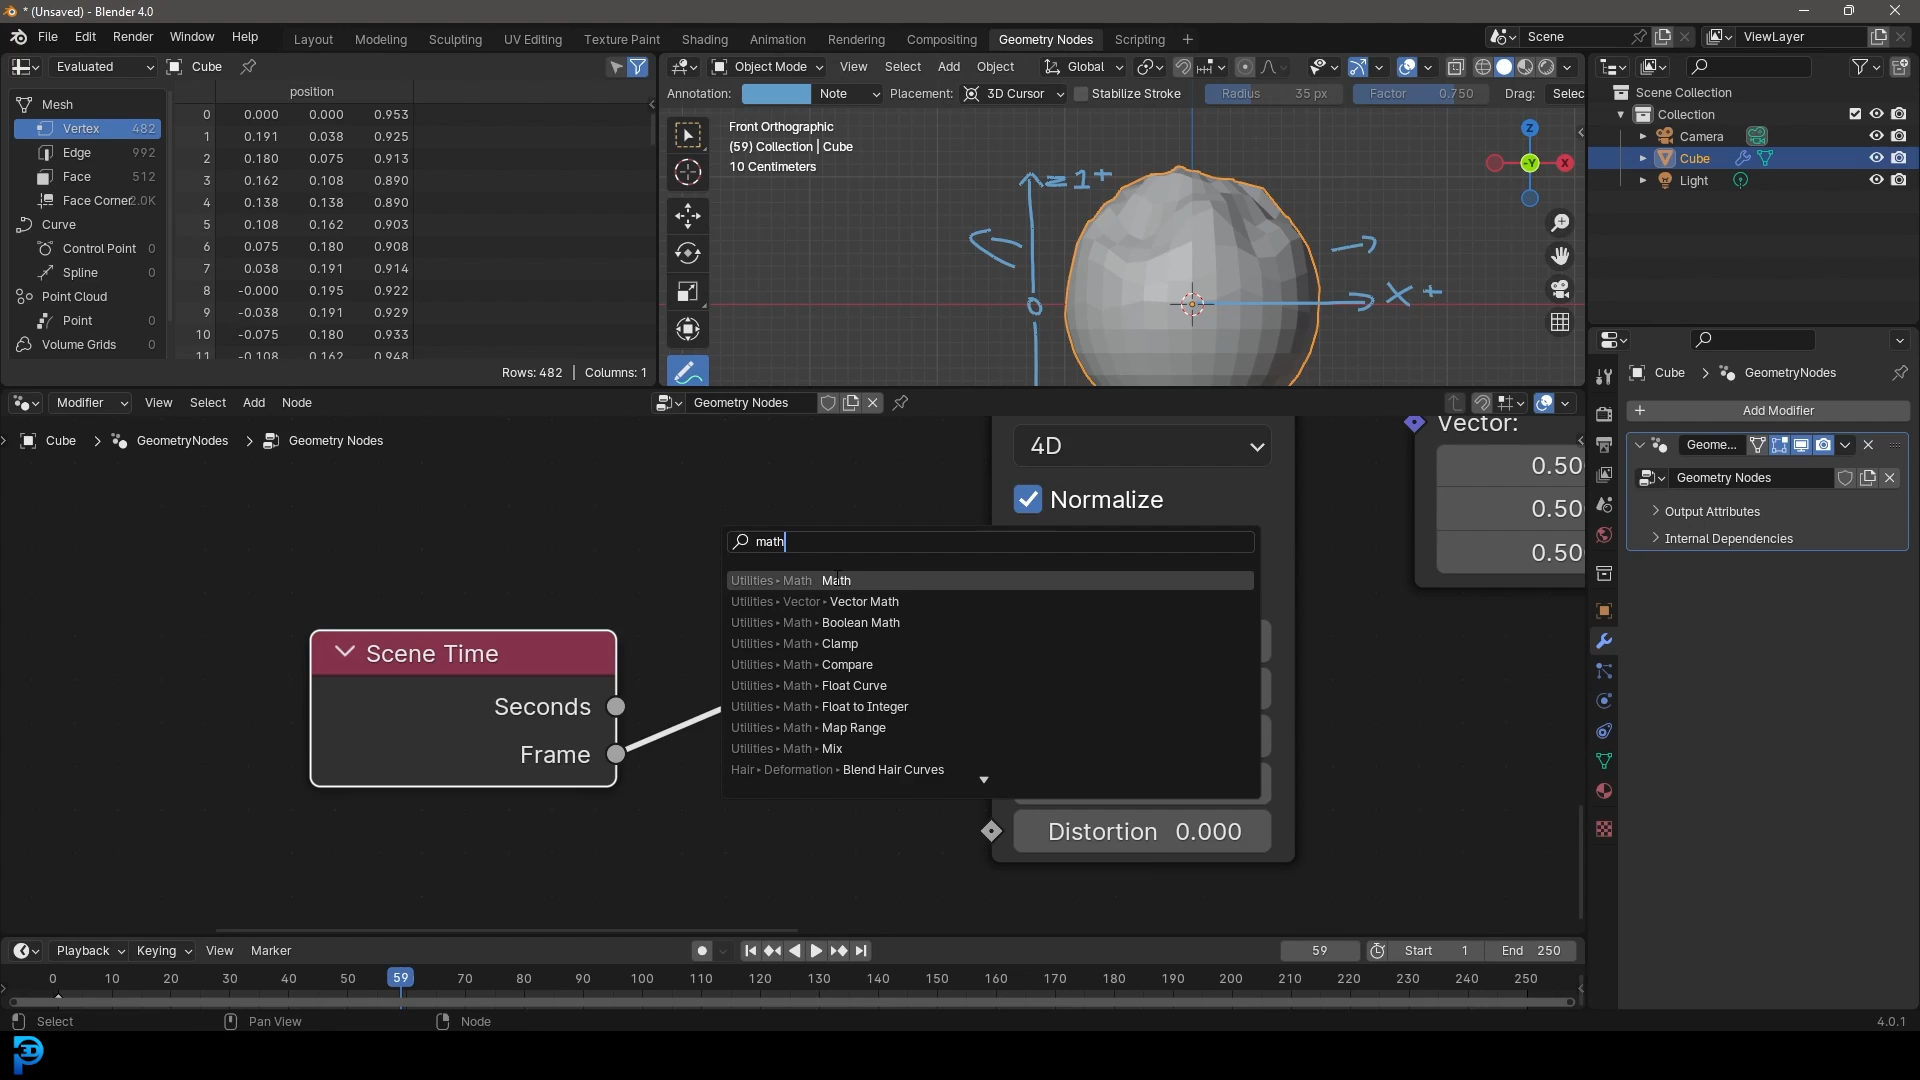 * (Unsaved) - Blender 4.0
File Edit Render Window Help Layout Modeling Sculpting UV Editing Texture Paint Shading Animation Rendering Compositing Geometry Nodes Scripting + Scene ViewLayer
Evaluated Cube
position
Mesh
Vertex 482
Edge 992
Face 512
Face Corner 2.0K
Curve
Control Point 0
Spline 0
Point Cloud
Point 0
Volume Grids 0
0 0.000 0.000 0.953
1 0.191 0.038 0.925
2 0.180 0.075 0.913
3 0.162 0.108 0.890
4 0.138 0.138 0.890
5 0.108 0.162 0.903
6 0.075 0.180 0.908
7 0.038 0.191 0.914
8 -0.000 0.195 0.922
9 -0.038 0.191 0.929
10 -0.075 0.180 0.933
11 -0.108 0.162 0.948
Rows: 482 | Columns: 1
Object Mode View Select Add Object Global
Annotation: Note Placement: 3D Cursor Stabilize Stroke Radius 35 px Factor 0.750 Drag: Selec
Front Orthographic
(59) Collection | Cube
10 Centimeters
Z 1+
0
X +
Z
-Y
X
Scene Collection
Collection
Camera
Cube
Light
Cube > GeometryNodes
+ Add Modifier
Geome...
Geometry Nodes
> Output Attributes
> Internal Dependencies
Modifier View Select Add Node Geometry Nodes
Cube > GeometryNodes > Geometry Nodes
4D
Normalize
Vector:
0.50
0.50
0.50
math
Utilities ▸ Math ▸ Math
Utilities ▸ Vector ▸ Vector Math
Utilities ▸ Math ▸ Boolean Math
Utilities ▸ Math ▸ Clamp
Utilities ▸ Math ▸ Compare
Utilities ▸ Math ▸ Float Curve
Utilities ▸ Math ▸ Float to Integer
Utilities ▸ Math ▸ Map Range
Utilities ▸ Math ▸ Mix
Hair ▸ Deformation ▸ Blend Hair Curves
Scene Time
Seconds
Frame
Distortion 0.000
Playback Keying View Marker 59 Start 1 End 250
0 10 20 30 40 50 59 70 80 90 100 110 120 130 140 150 160 170 180 190 200 210 220 230 240 250
Select Pan View Node 4.0.1